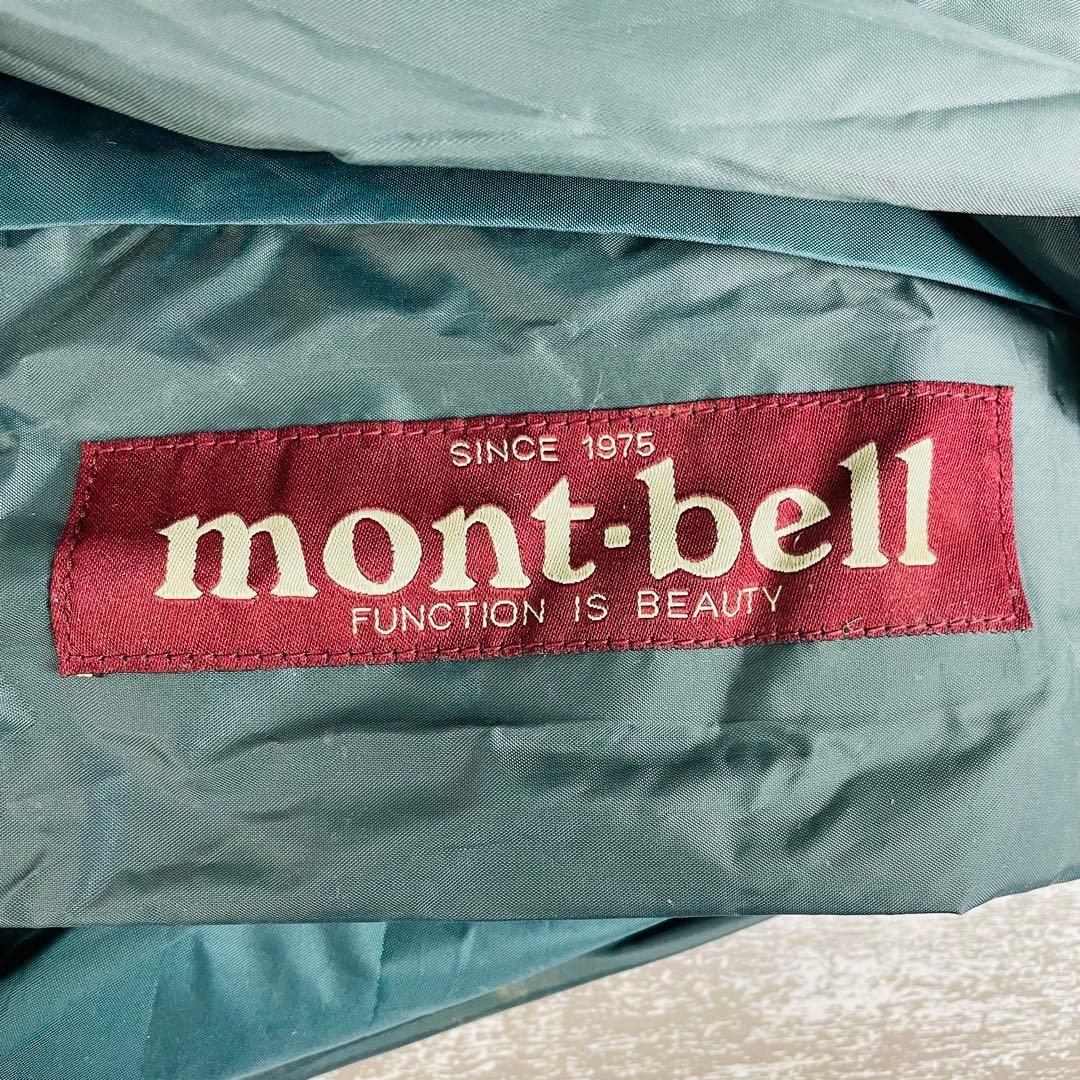 SINCE 1975
mont-bell
FUNCTION IS BEAUTY